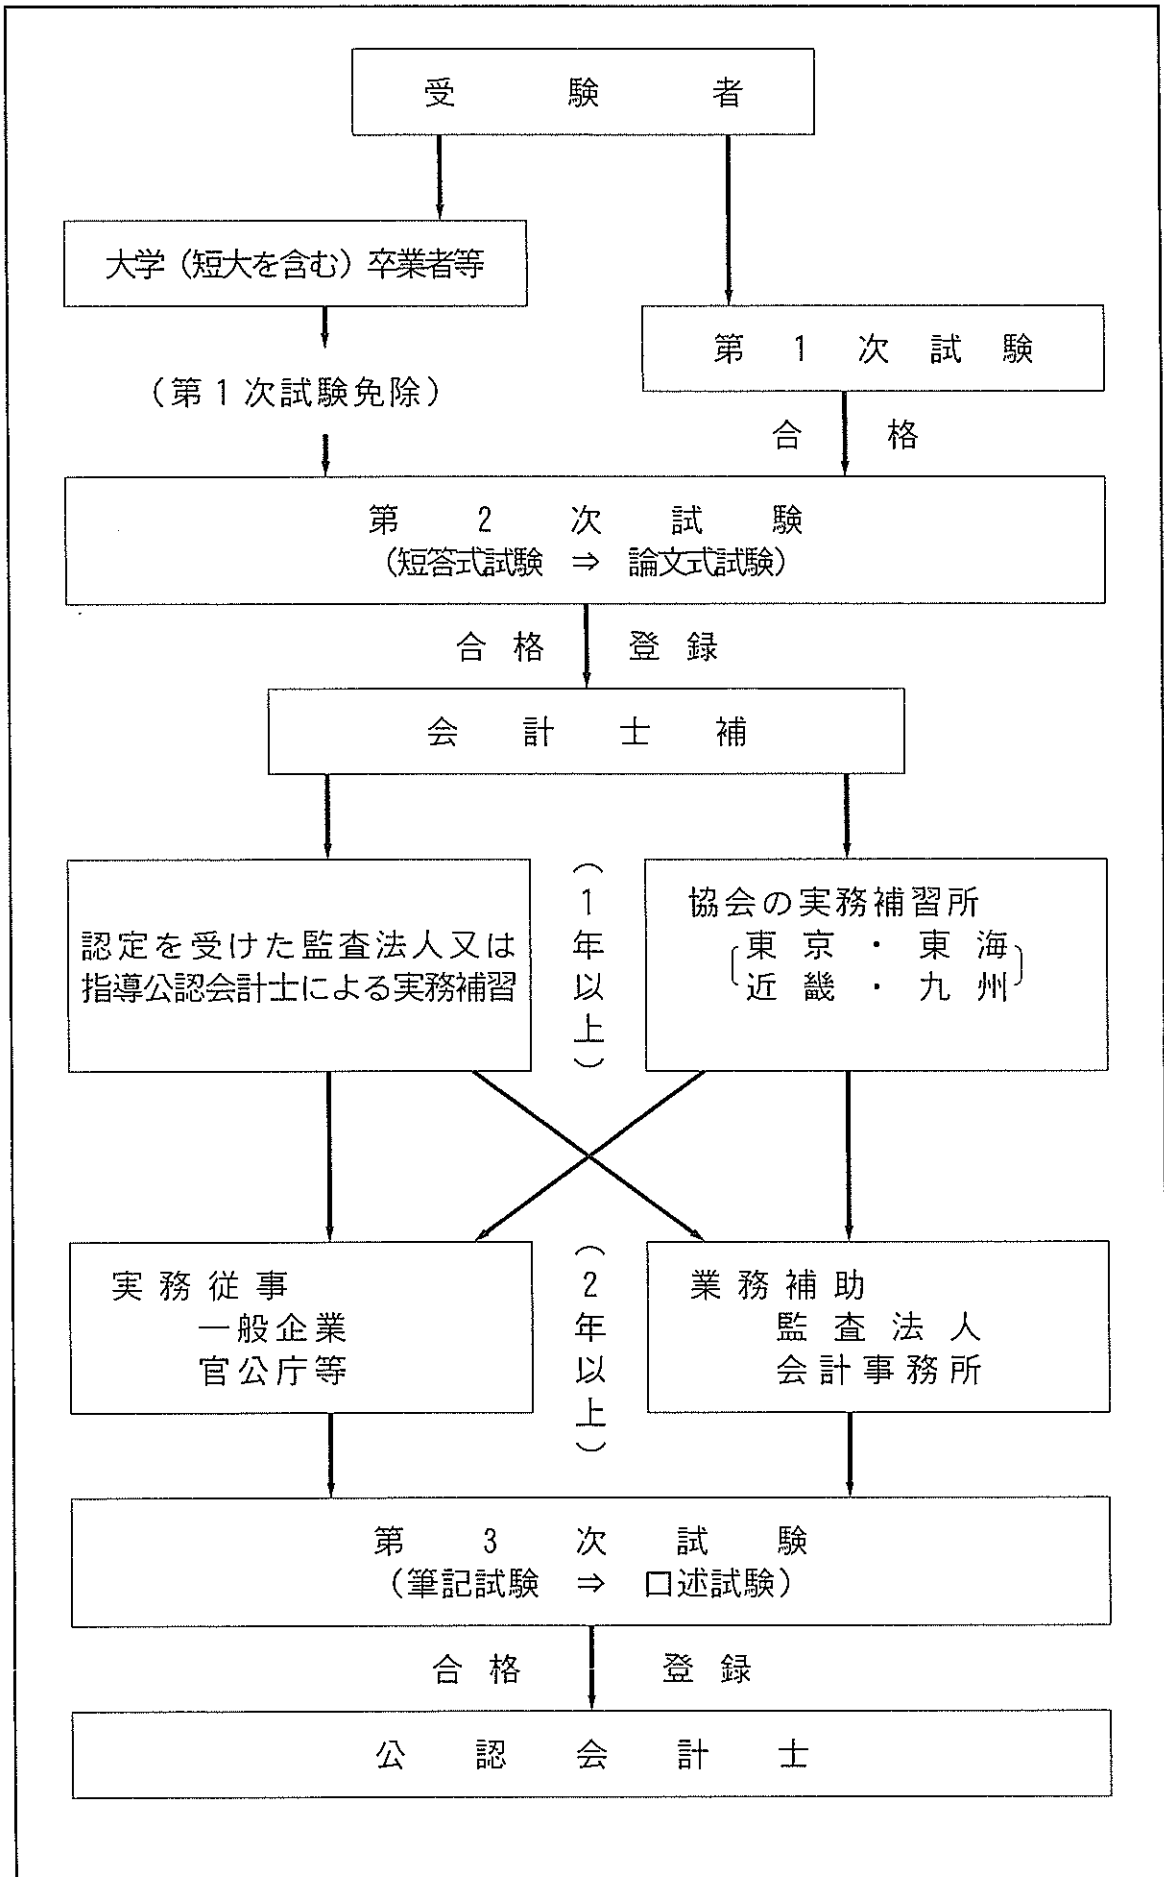 受験者
大学（短大を含む）卒業者等
第1次試験
（第1次試験免除）
合格
第2次試験
（短答式試験 ⇒ 論文式試験）
合格 登録
会計士補
認定を受けた監査法人又は
指導公認会計士による実務補習
（1年以上）
協会の実務補習所
東京・東海
近畿・九州
実務従事
一般企業
官公庁等
（2年以上）
業務補助
監査法人
会計事務所
第3次試験
（筆記試験 ⇒ 口述試験）
合格 登録
公認会計士